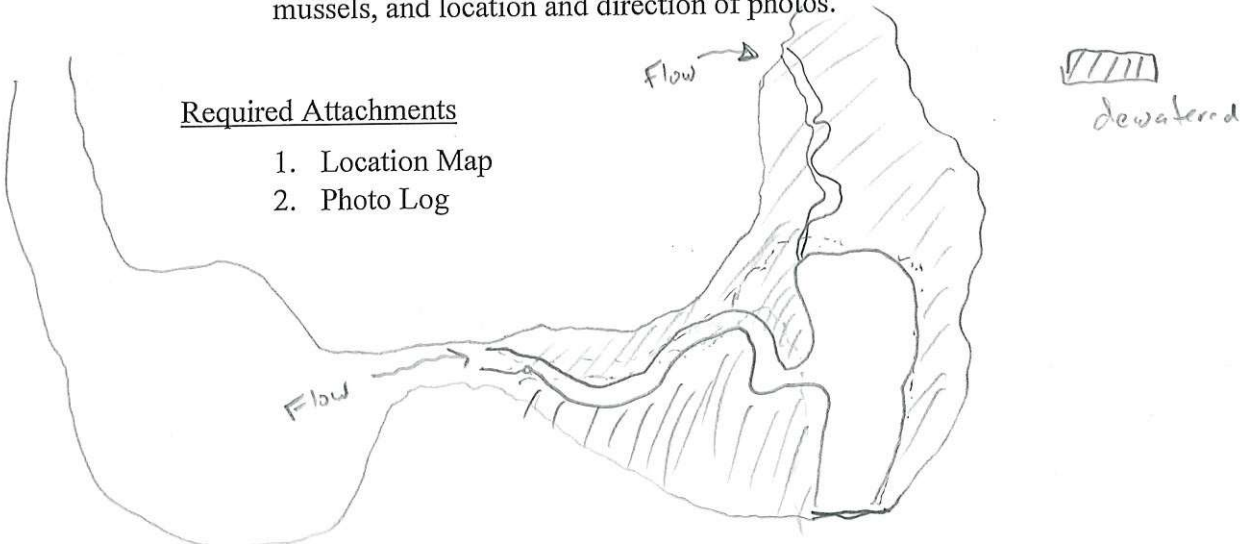 mussels, and location and direction of photos.
Flow
dewatered
Required Attachments
1. Location Map
2. Photo Log
Flow